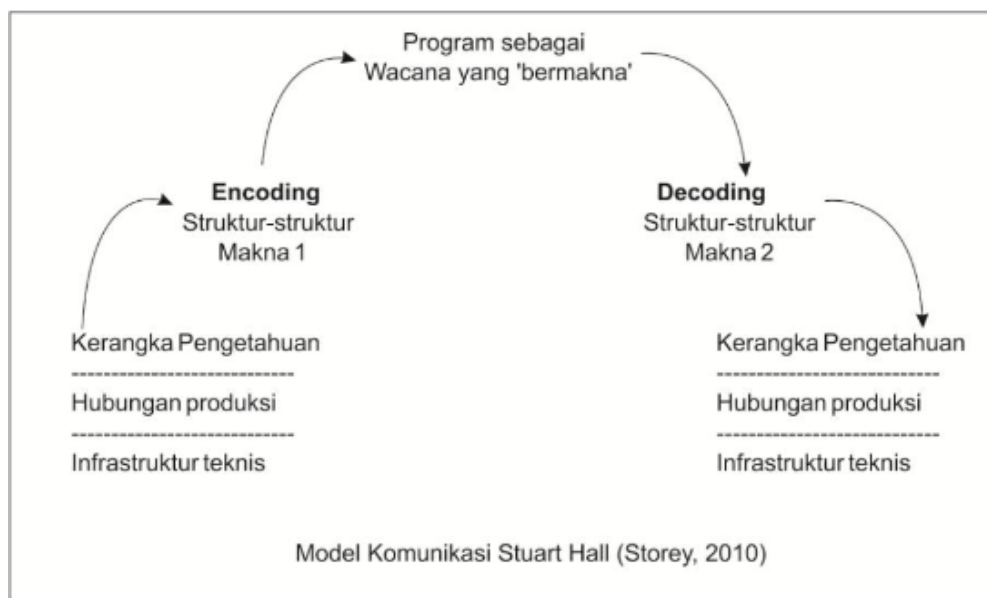 Program sebagai
Wacana yang 'bermakna'
Encoding
Struktur-struktur
Makna 1
Decoding
Struktur-struktur
Makna 2
Kerangka Pengetahuan
----------------------------
Hubungan produksi
----------------------------
Infrastruktur teknis
Kerangka Pengetahuan
----------------------------
Hubungan produksi
----------------------------
Infrastruktur teknis
Model Komunikasi Stuart Hall (Storey, 2010)